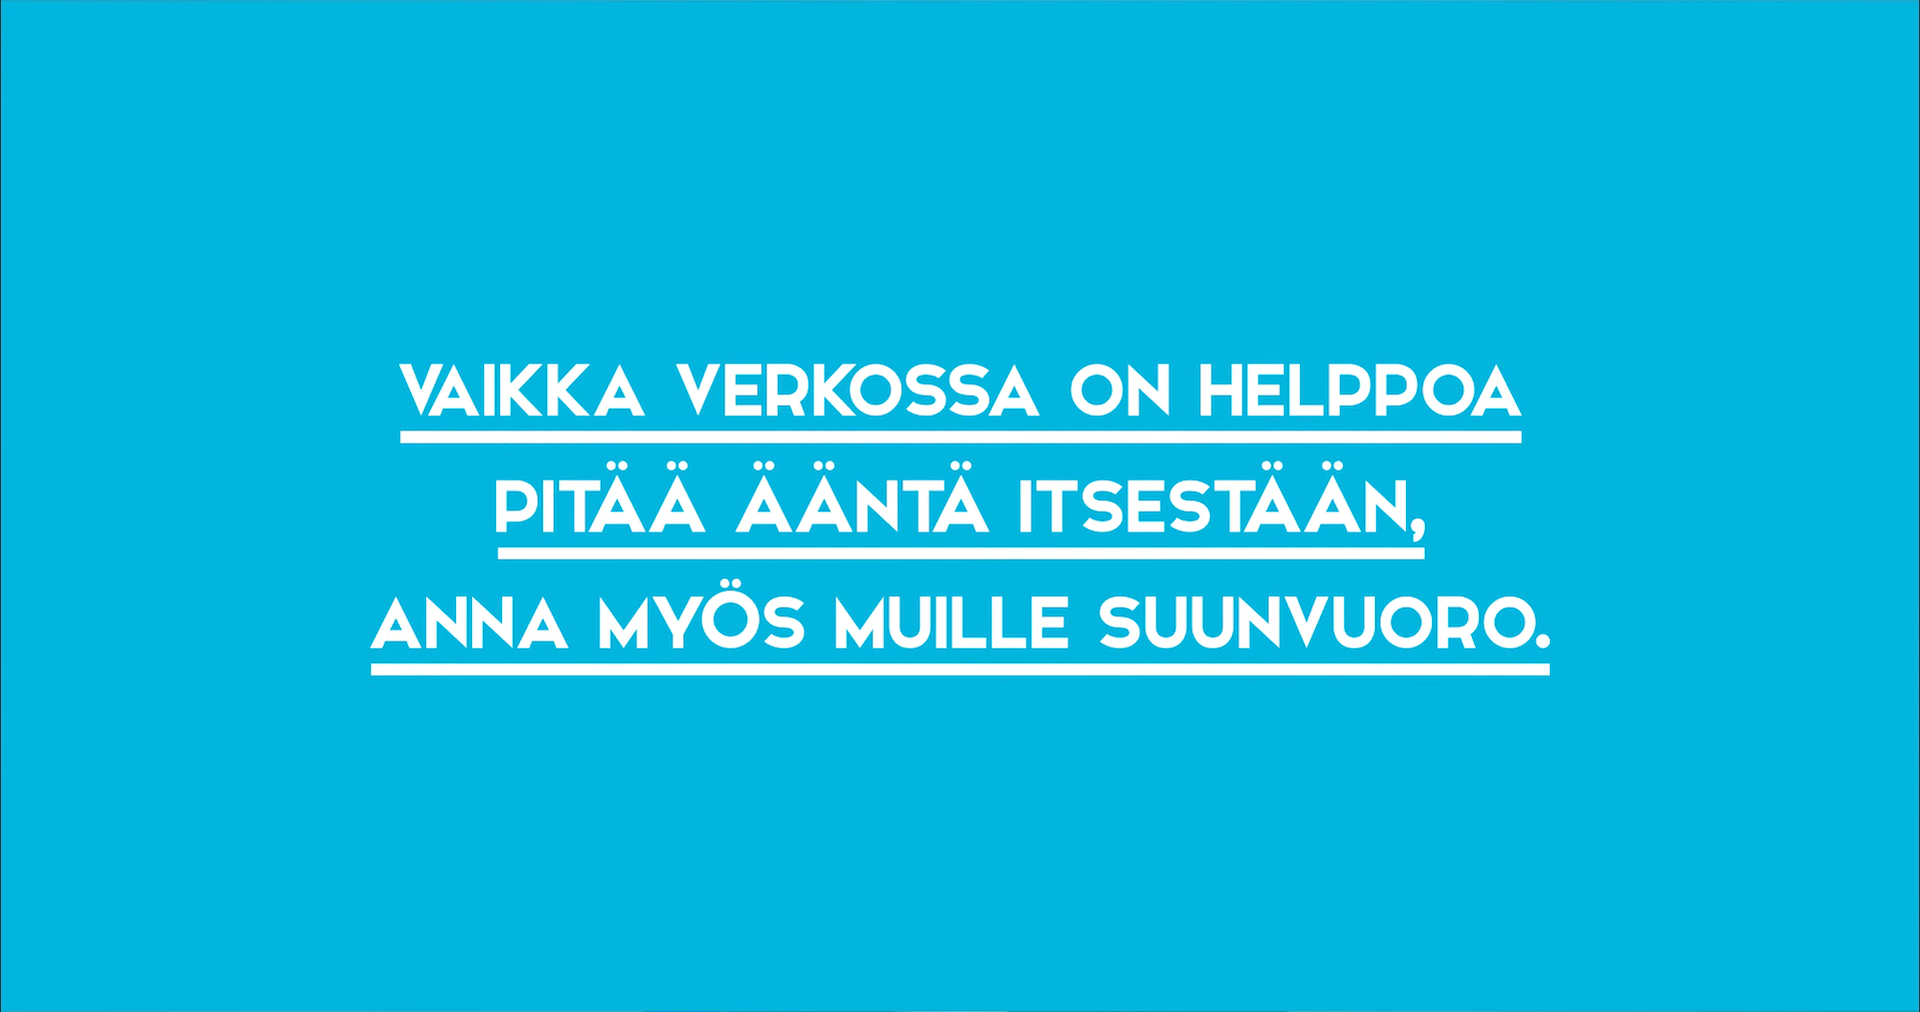 VAIKKA VERKOSSA ON HELPPOA
PITÄÄ ÄÄNTÄ ITSESTÄÄN,
ANNA MYÖS MUILLE SUUNVUORO.